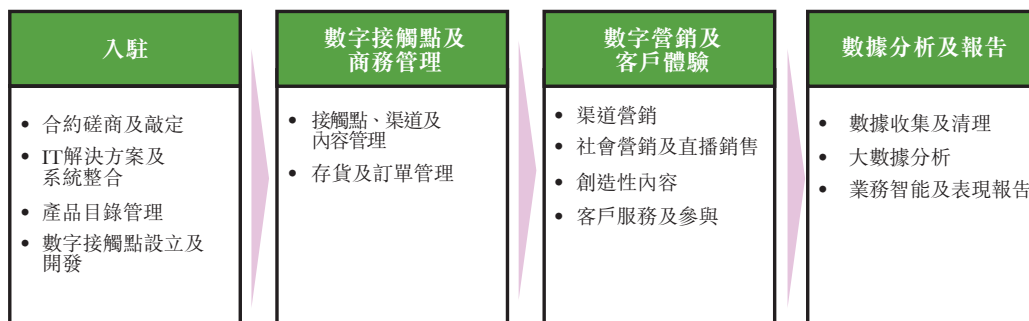 入駐
• 合約磋商及敲定
• IT解決方案及
系統整合
• 產品目錄管理
• 數字接觸點設立及
開發
數字接觸點及
商務管理
• 接觸點、渠道及
內容管理
• 存貨及訂單管理
數字營銷及
客戶體驗
• 渠道營銷
• 社會營銷及直播銷售
• 創造性內容
• 客戶服務及參與
數據分析及報告
• 數據收集及清理
• 大數據分析
• 業務智能及表現報告